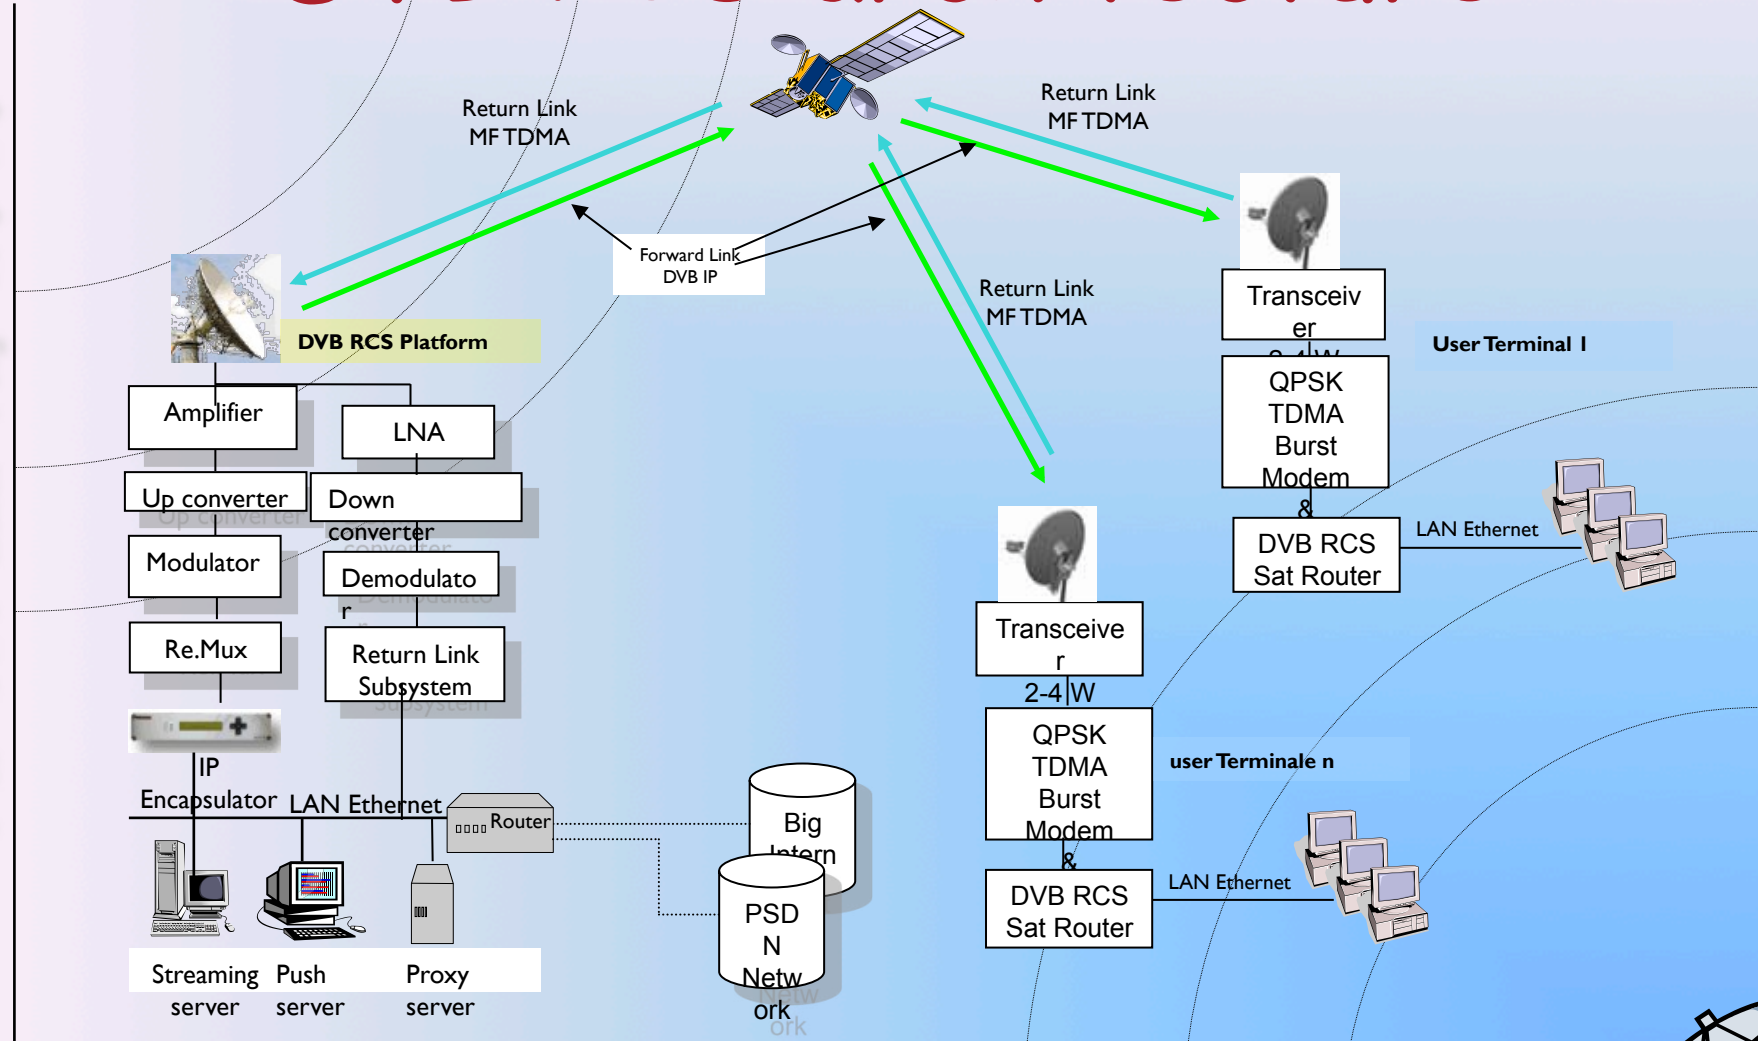 Return Link
MF TDMA
Return Link
MF TDMA
Forward Link
DVB IP
Return Link
MF TDMA
DVB RCS Platform
Amplifier
LNA
Up converter
Down
converter
Modulator
Demodulato
r
Re.Mux
Return Link
Subsystem
IP
Encapsulator
LAN Ethernet
Router
Streaming
server
Push
server
Proxy
server
Big
Intern
PSD
N
Netw
ork
Transceiv
er
2-4 W
User Terminal 1
QPSK
TDMA
Burst
Modem
&
DVB RCS
Sat Router
LAN Ethernet
Transceive
r
2-4 W
QPSK
TDMA
Burst
Modem
&
user Terminale n
DVB RCS
Sat Router
LAN Ethernet